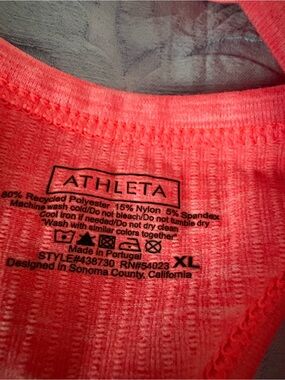 ATHLETA
80% Recycled Polyester 15% Nylon 5% Spandex
Machine wash cold/Do not bleach/Do not tumble dry
Cool iron if needed/Do not dry clean
"Wash with similar colors together"
Made in Portugal
STYLE#438730 RN#54023 XL
Designed in Sonoma County, California